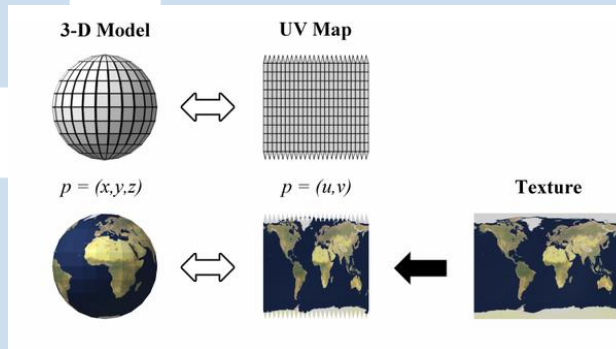 3-D Model
UV Map
p = (x,y,z)
p = (u,v)
Texture